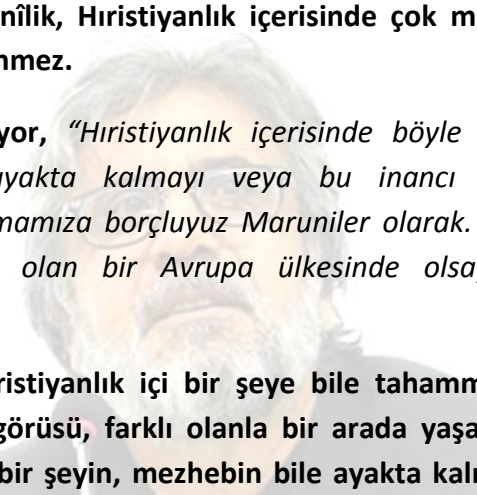 nîlik, Hıristiyanlık içerisinde çok m
nmez.
yor, “Hıristiyanlık içerisinde böyle
ayakta kalmayı veya bu inancı
mamıza borçluyuz Maruniler olarak.
olan bir Avrupa ülkesinde olsa
ristiyanlık içi bir şeye bile tahamm
görüsü, farklı olanla bir arada yaşa
bir şeyin, mezhebin bile ayakta kalı